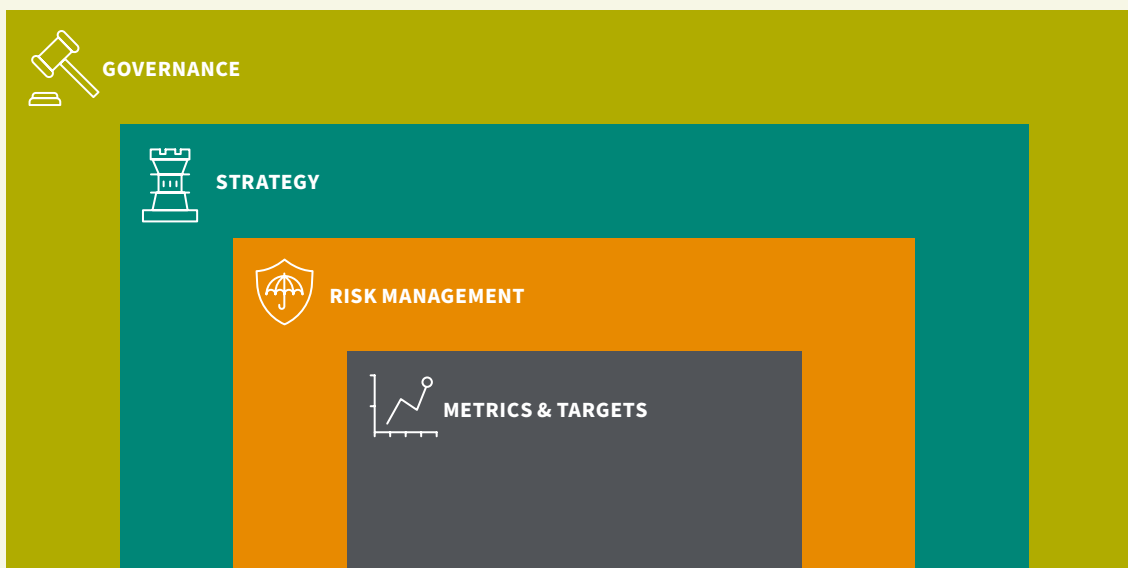 GOVERNANCE
STRATEGY
RISK MANAGEMENT
METRICS & TARGETS